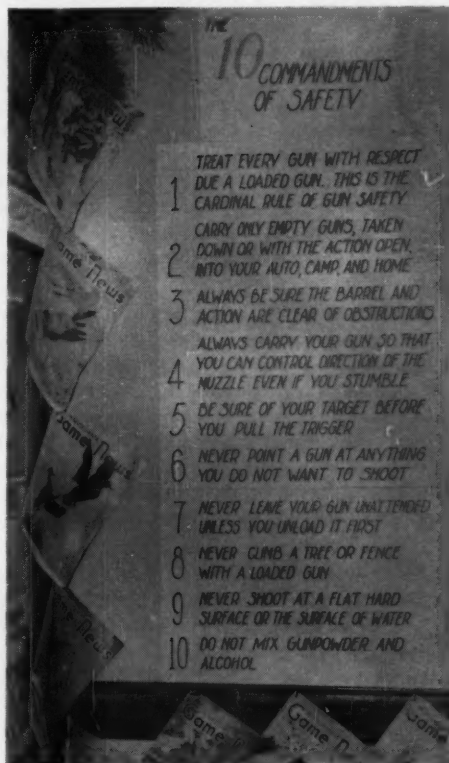 THE
10 COMMANDMENTS
OF SAFETY
1 TREAT EVERY GUN WITH RESPECT
DUE A LOADED GUN. THIS IS THE
CARDINAL RULE OF GUN SAFETY
2 CARRY ONLY EMPTY GUNS, TAKEN
DOWN OR WITH THE ACTION OPEN,
INTO YOUR AUTO, CAMP, AND HOME
3 ALWAYS BE SURE THE BARREL AND
ACTION ARE CLEAR OF OBSTRUCTIONS
4 ALWAYS CARRY YOUR GUN SO THAT
YOU CAN CONTROL DIRECTION OF THE
MUZZLE EVEN IF YOU STUMBLE
5 BE SURE OF YOUR TARGET BEFORE
YOU PULL THE TRIGGER
6 NEVER POINT A GUN AT ANYTHING
YOU DO NOT WANT TO SHOOT
7 NEVER LEAVE YOUR GUN UNATTENDED
UNLESS YOU UNLOAD IT FIRST
8 NEVER CLIMB A TREE OR FENCE
WITH A LOADED GUN
9 NEVER SHOOT AT A FLAT HARD
SURFACE OR THE SURFACE OF WATER
10 DO NOT MIX GUNPOWDER AND
ALCOHOL
News
Game News
Game News
News
Game
Game N
Game